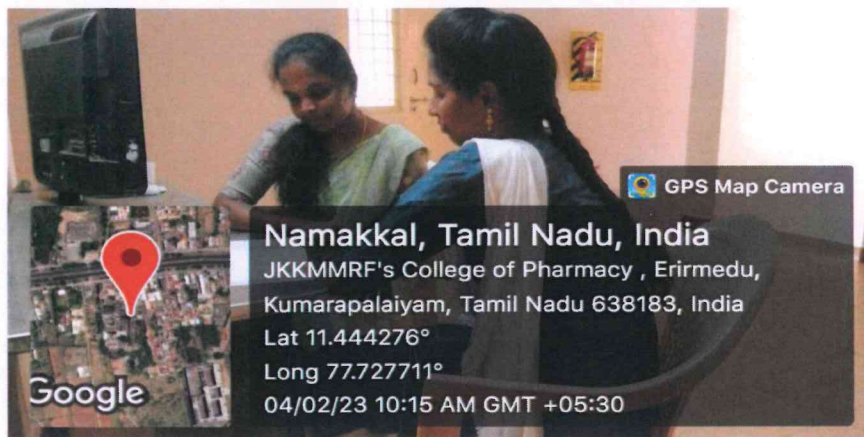 GPS Map Camera
Namakkal, Tamil Nadu, India
JKKMMRF's College of Pharmacy , Erirmedu,
Kumarapalaiyam, Tamil Nadu 638183, India
Lat 11.444276°
Long 77.727711°
04/02/23 10:15 AM GMT +05:30
Google